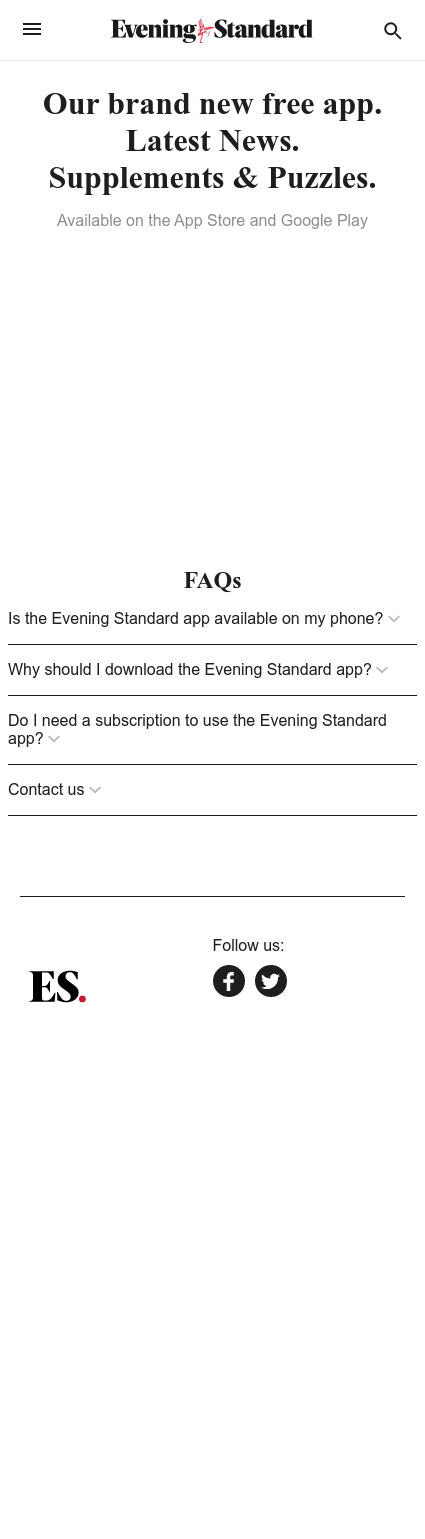 Evening Standard
Our brand new free app.
Latest News.
Supplements & Puzzles.
Available on the App Store and Google Play
FAQs
Is the Evening Standard app available on my phone?
Why should I download the Evening Standard app?
Do I need a subscription to use the Evening Standard
app?
Contact us
Follow us:
ES.